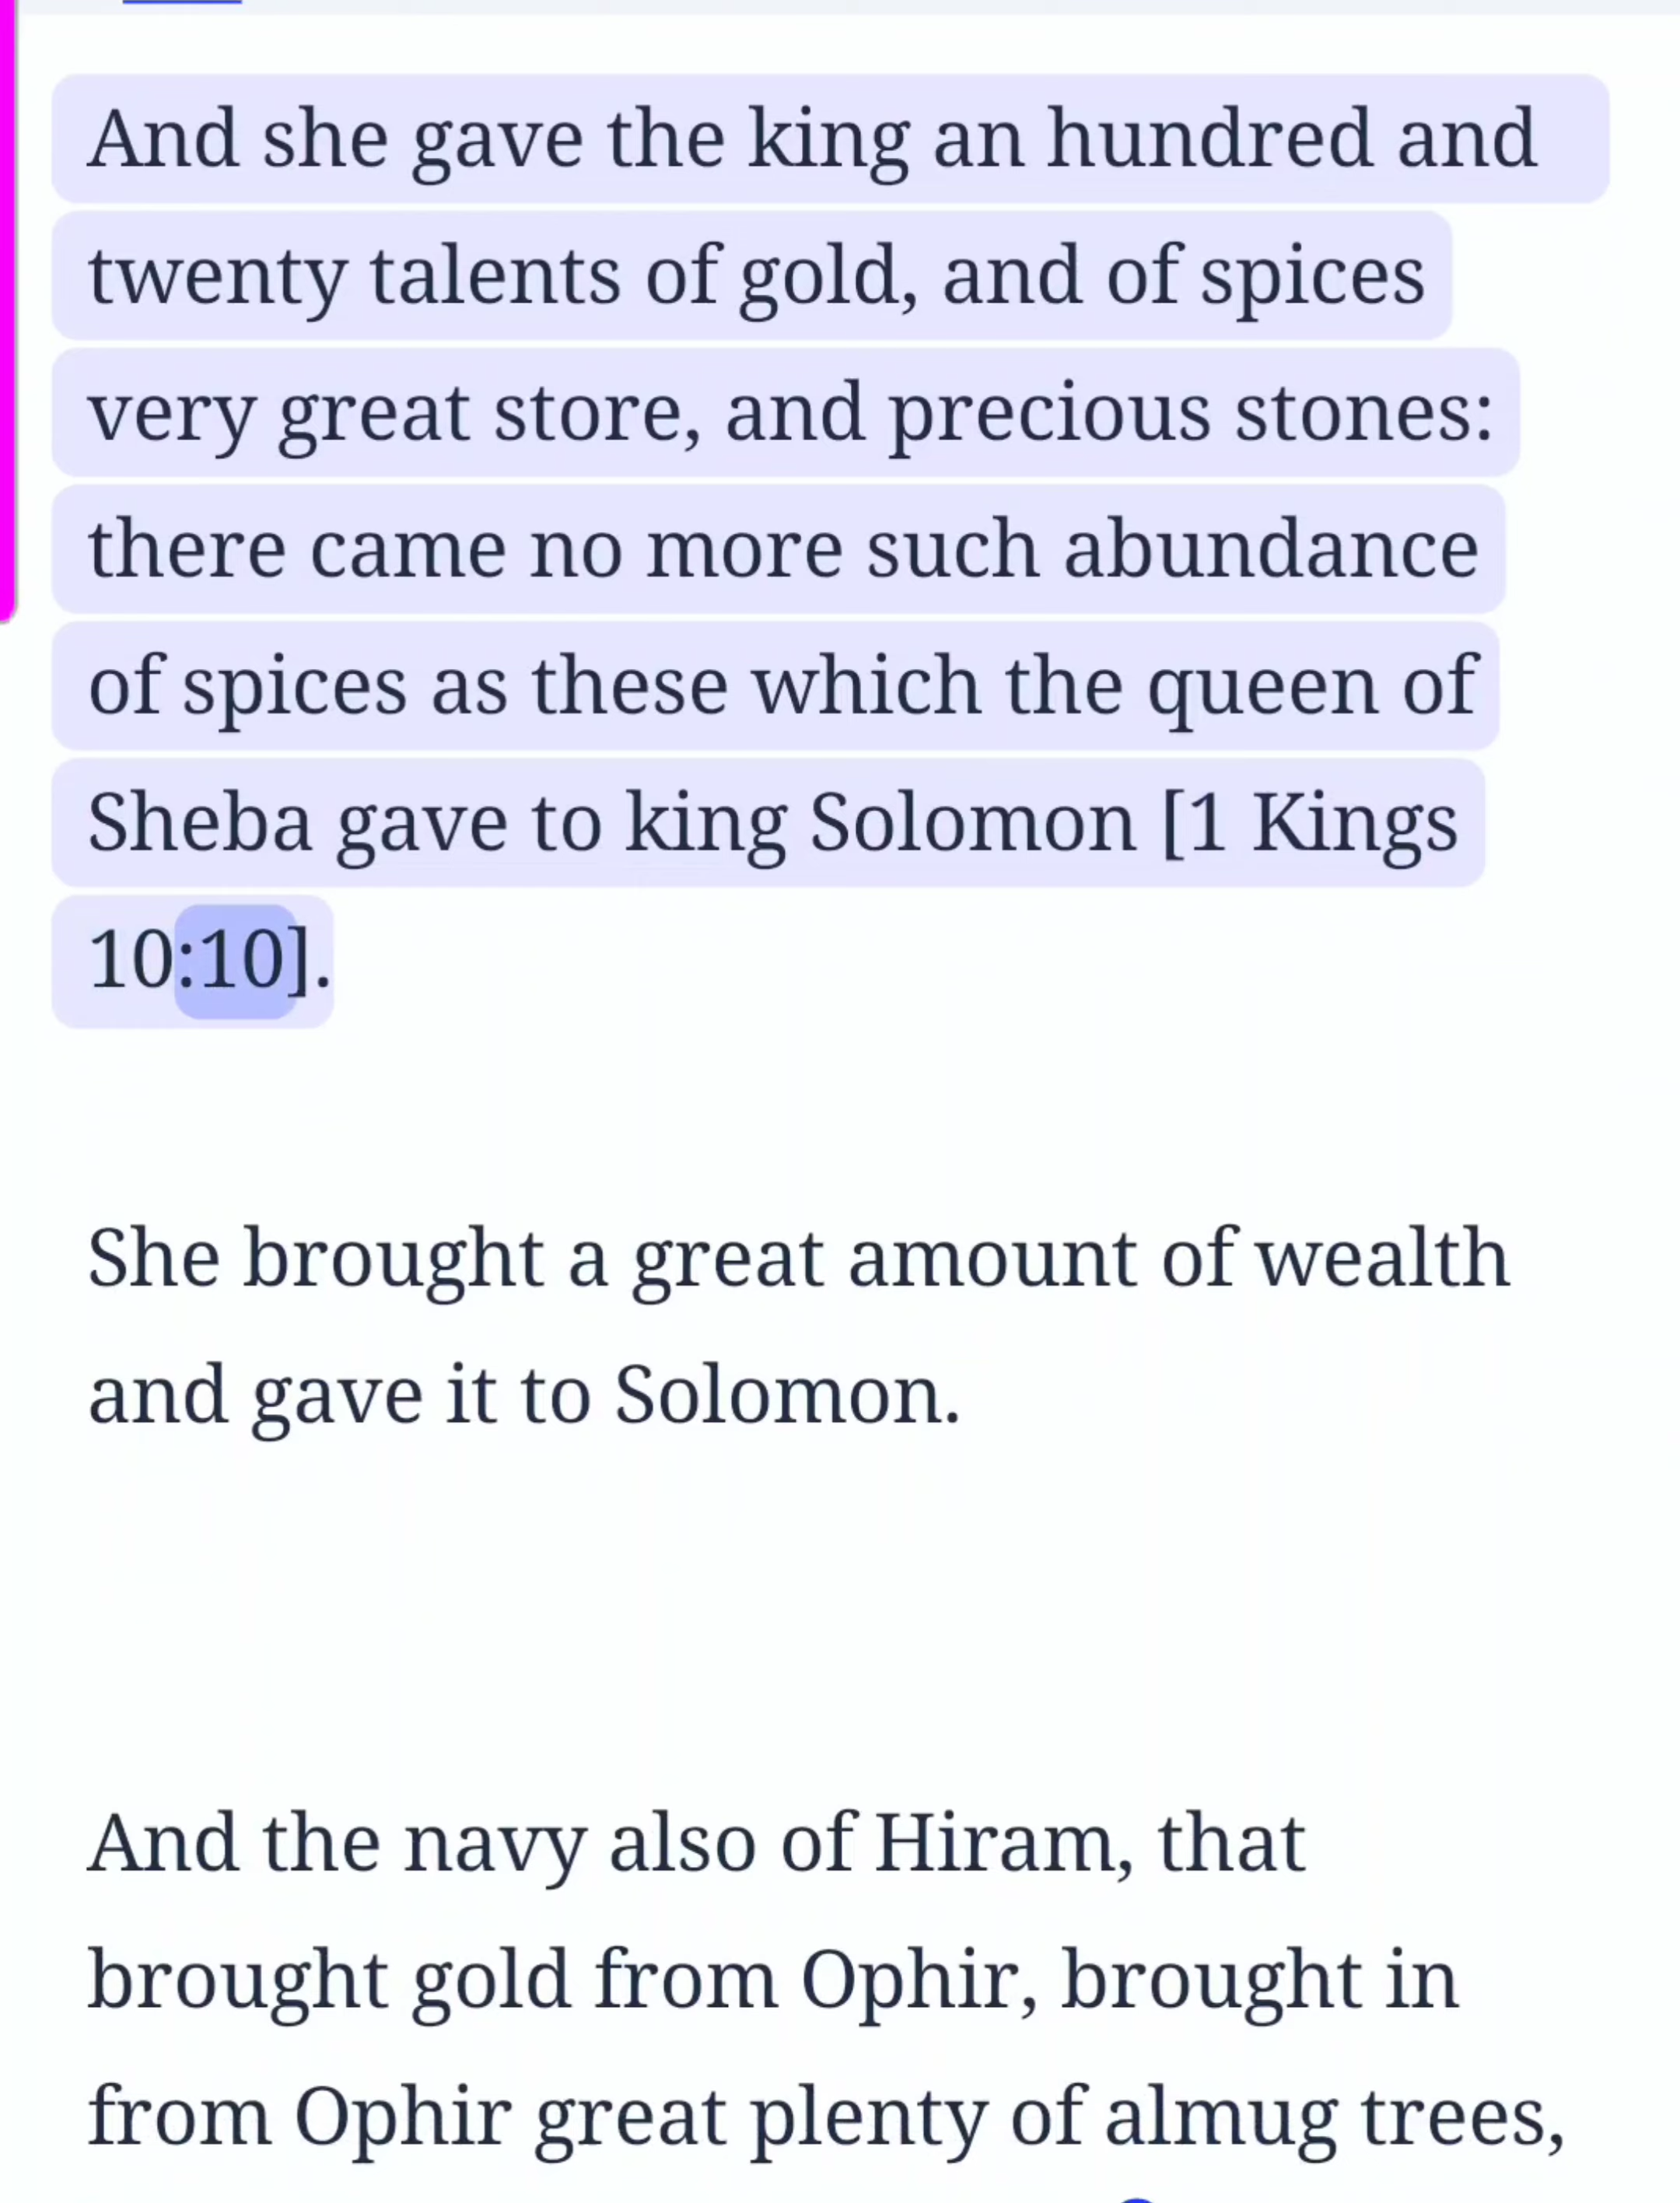 And she gave the king an hundred and
twenty talents of gold, and of spices
very great store, and precious stones:
there came no more such abundance
of spices as these which the queen of
Sheba gave to king Solomon [1 Kings
10:10].
She brought a great amount of wealth
and gave it to Solomon.
And the navy also of Hiram, that
brought gold from Ophir, brought in
from Ophir great plenty of almug trees,